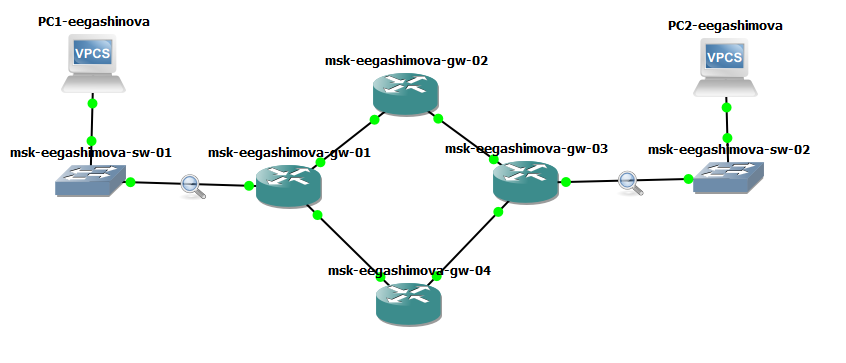 PC1-eegashinova
VPCS
msk-eegashimova-sw-01
msk-eegashimova-gw-01
msk-eegashimova-gw-02
msk-eegashimova-gw-03
msk-eegashimova-gw-04
PC2-eegashimova
VPCS
msk-eegashimova-sw-02